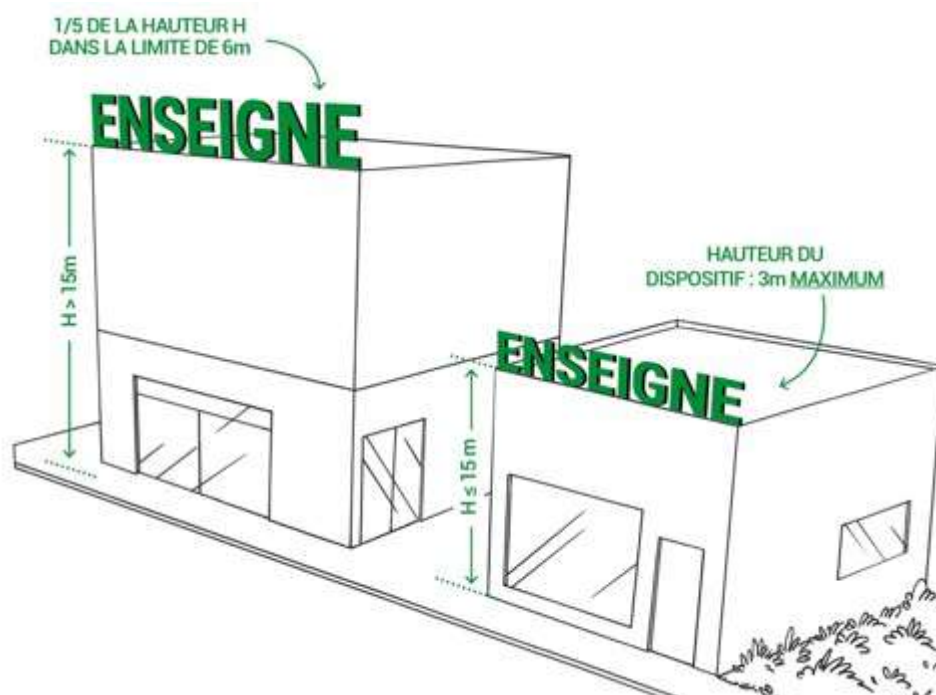 1/5 DE LA HAUTEUR H
DANS LA LIMITE DE 6m
ENSEIGNE
H > 15m
HAUTEUR DU
DISPOSITIF : 3m MAXIMUM
ENSEIGNE
H ≤ 15m